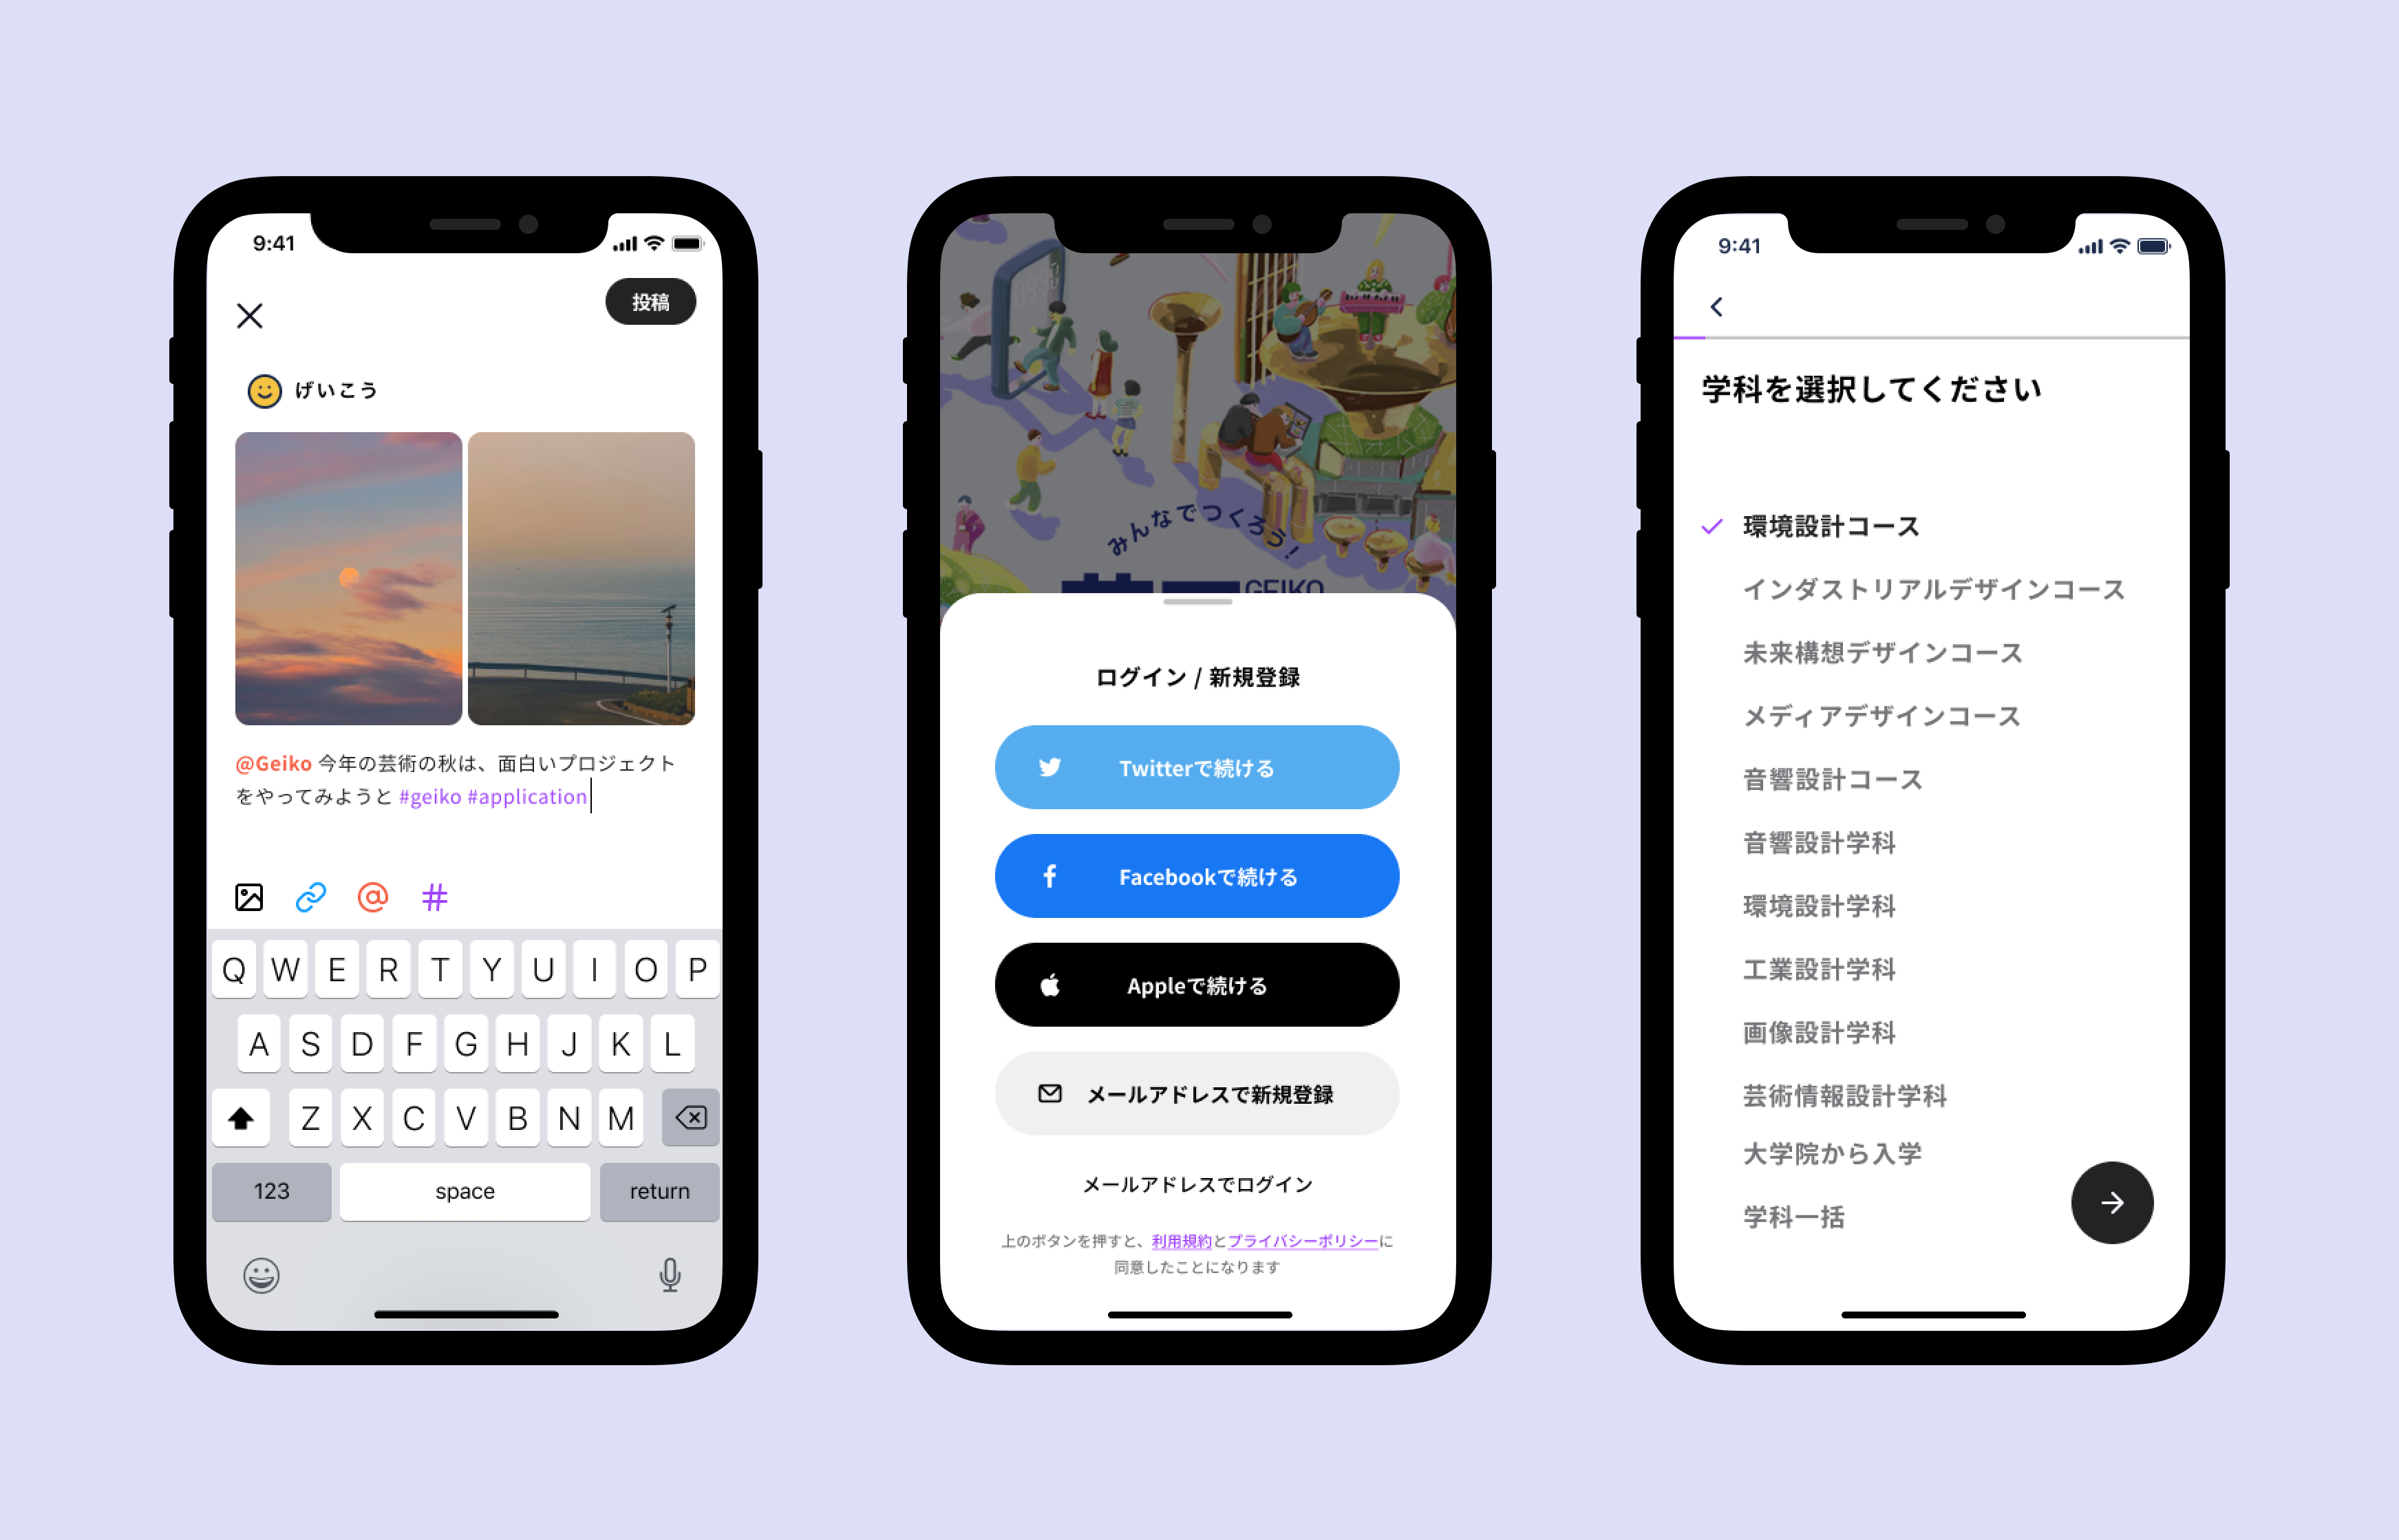 9:41
投稿
げいこう
@Geiko 今年の芸術の秋は、面白いプロジェクト
をやってみようと #geiko #application
Q W E R T Y U I O P
A S D F G H J K L
Z X C V B N M
123 space return
みんなでつくろう!
GEIKO
ログイン / 新規登録
Twitterで続ける
Facebookで続ける
Appleで続ける
メールアドレスで新規登録
メールアドレスでログイン
上のボタンを押すと、利用規約とプライバシーポリシーに
同意したことになります
9:41
学科を選択してください
環境設計コース
インダストリアルデザインコース
未来構想デザインコース
メディアデザインコース
音響設計コース
音響設計学科
環境設計学科
工業設計学科
画像設計学科
芸術情報設計学科
大学院から入学
学科一括